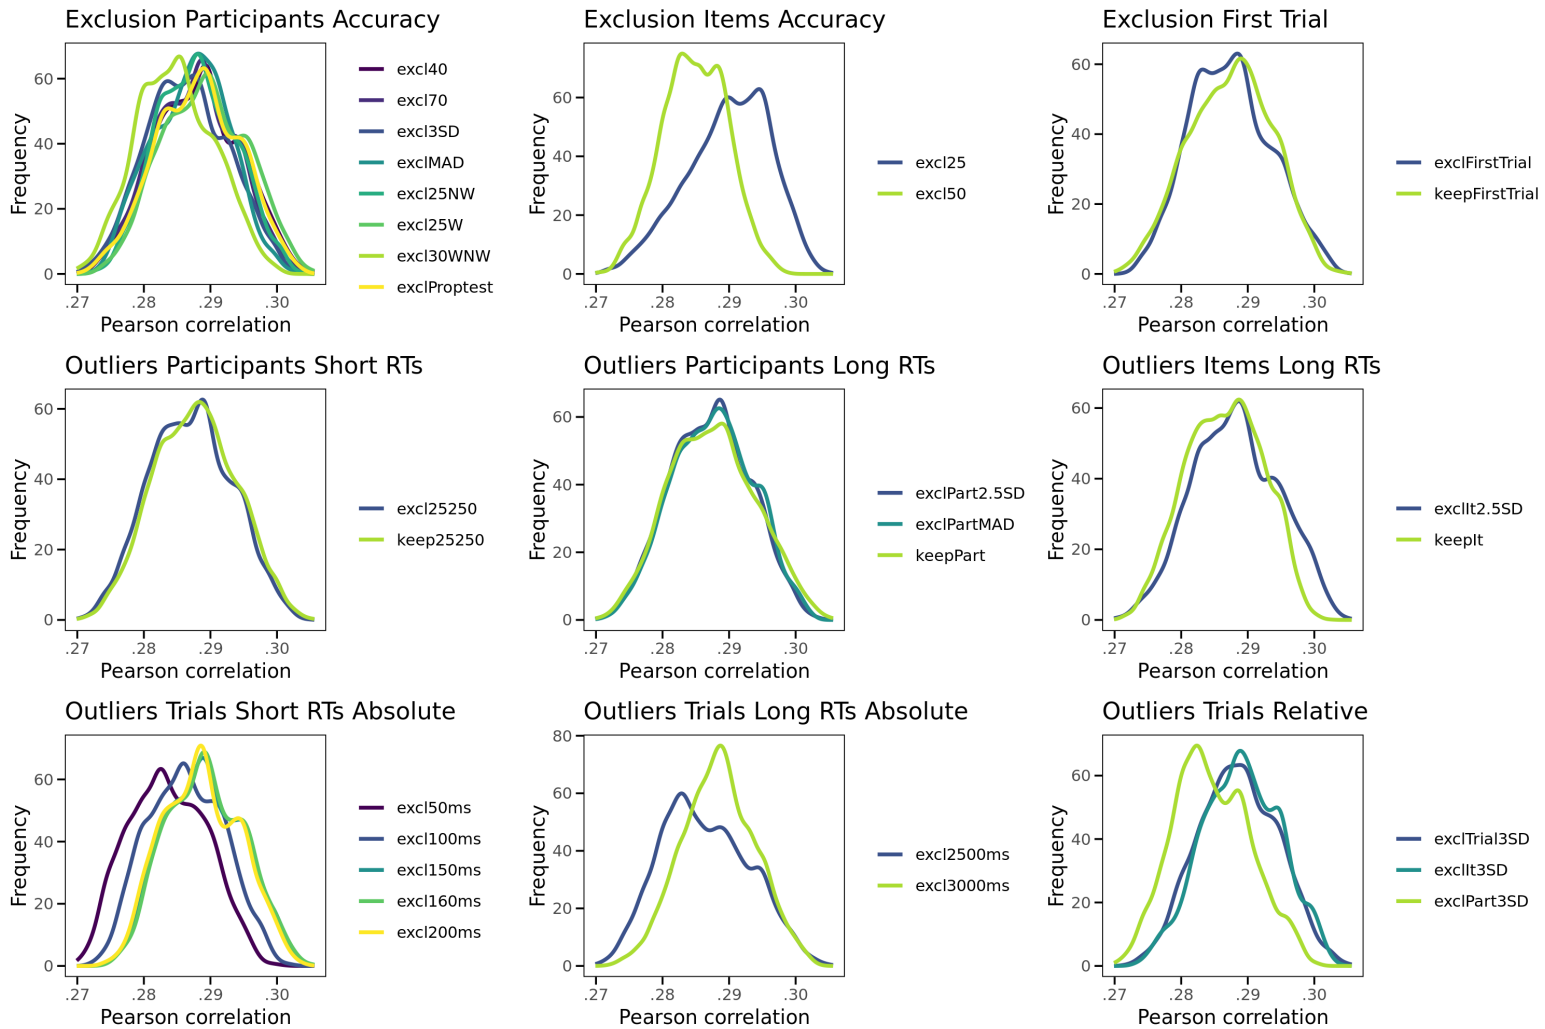 Exclusion Participants Accuracy
Frequency
60
40
20
0
.27 .28 .29 .30
Pearson correlation
excl40
excl70
excl3SD
exclMAD
excl25NW
excl25W
excl30WNW
exclProptest
Exclusion Items Accuracy
Frequency
60
40
20
0
.27 .28 .29 .30
Pearson correlation
excl25
excl50
Exclusion First Trial
Frequency
60
40
20
0
.27 .28 .29 .30
Pearson correlation
exclFirstTrial
keepFirstTrial
Outliers Participants Short RTs
Frequency
60
40
20
0
.27 .28 .29 .30
Pearson correlation
excl25250
keep25250
Outliers Participants Long RTs
Frequency
60
40
20
0
.27 .28 .29 .30
Pearson correlation
exclPart2.5SD
exclPartMAD
keepPart
Outliers Items Long RTs
Frequency
60
40
20
0
.27 .28 .29 .30
Pearson correlation
exclIt2.5SD
keepIt
Outliers Trials Short RTs Absolute
Frequency
60
40
20
0
.27 .28 .29 .30
Pearson correlation
excl50ms
excl100ms
excl150ms
excl160ms
excl200ms
Outliers Trials Long RTs Absolute
Frequency
80
60
40
20
0
.27 .28 .29 .30
Pearson correlation
excl2500ms
excl3000ms
Outliers Trials Relative
Frequency
60
40
20
0
.27 .28 .29 .30
Pearson correlation
exclTrial3SD
exclIt3SD
exclPart3SD